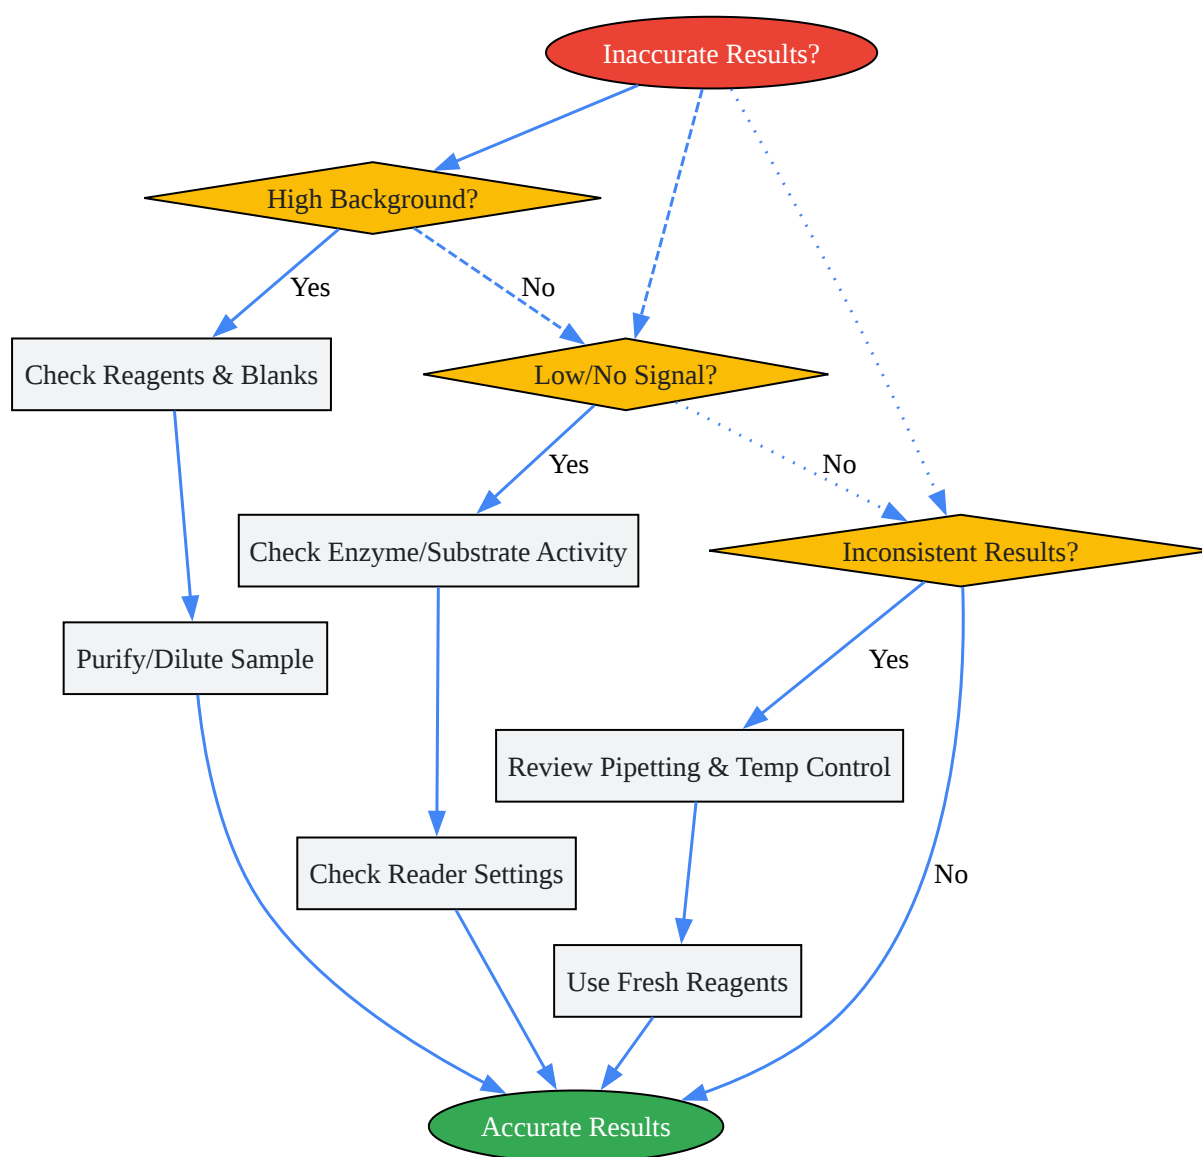 Inaccurate Results?
High Background?
Yes
No
Check Reagents & Blanks
Low/No Signal?
Yes
No
Check Enzyme/Substrate Activity
Inconsistent Results?
Purify/Dilute Sample
Yes
Review Pipetting & Temp Control
Check Reader Settings
No
Use Fresh Reagents
Accurate Results